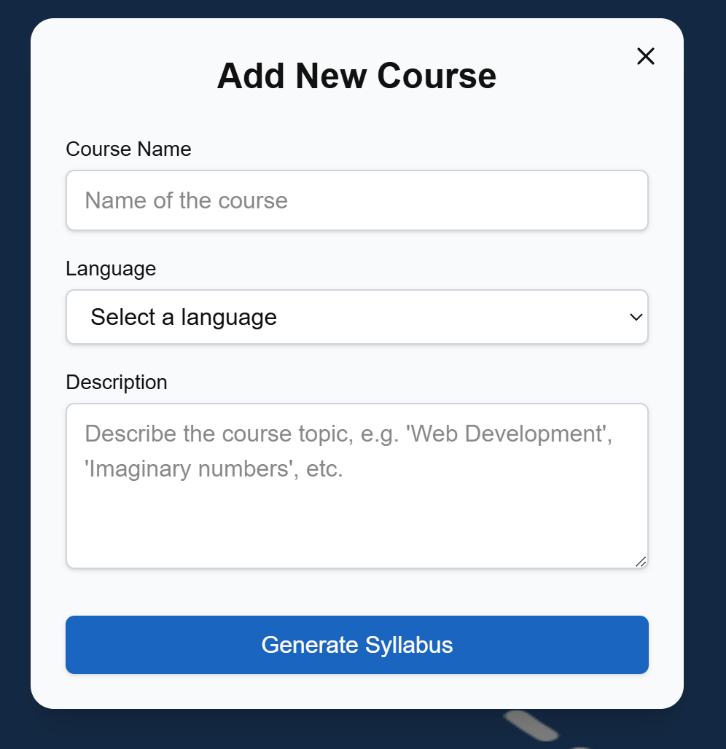 Add New Course
Course Name
Name of the course
Language
Select a language
Description
Describe the course topic, e.g. 'Web Development',
'Imaginary numbers', etc.
Generate Syllabus